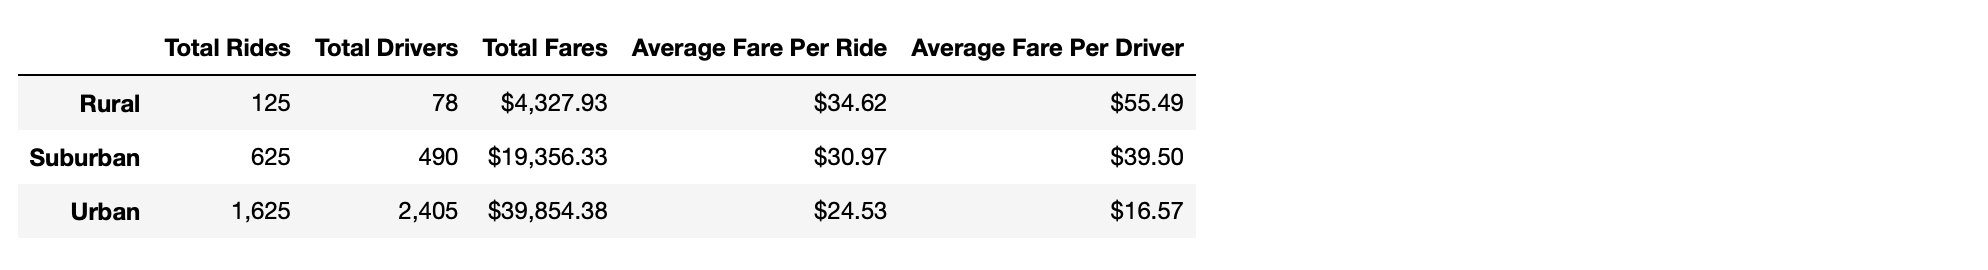 Total Rides Total Drivers Total Fares Average Fare Per Ride Average Fare Per Driver
Rural 125 78 $4,327.93 $34.62 $55.49
Suburban 625 490 $19,356.33 $30.97 $39.50
Urban 1,625 2,405 $39,854.38 $24.53 $16.57